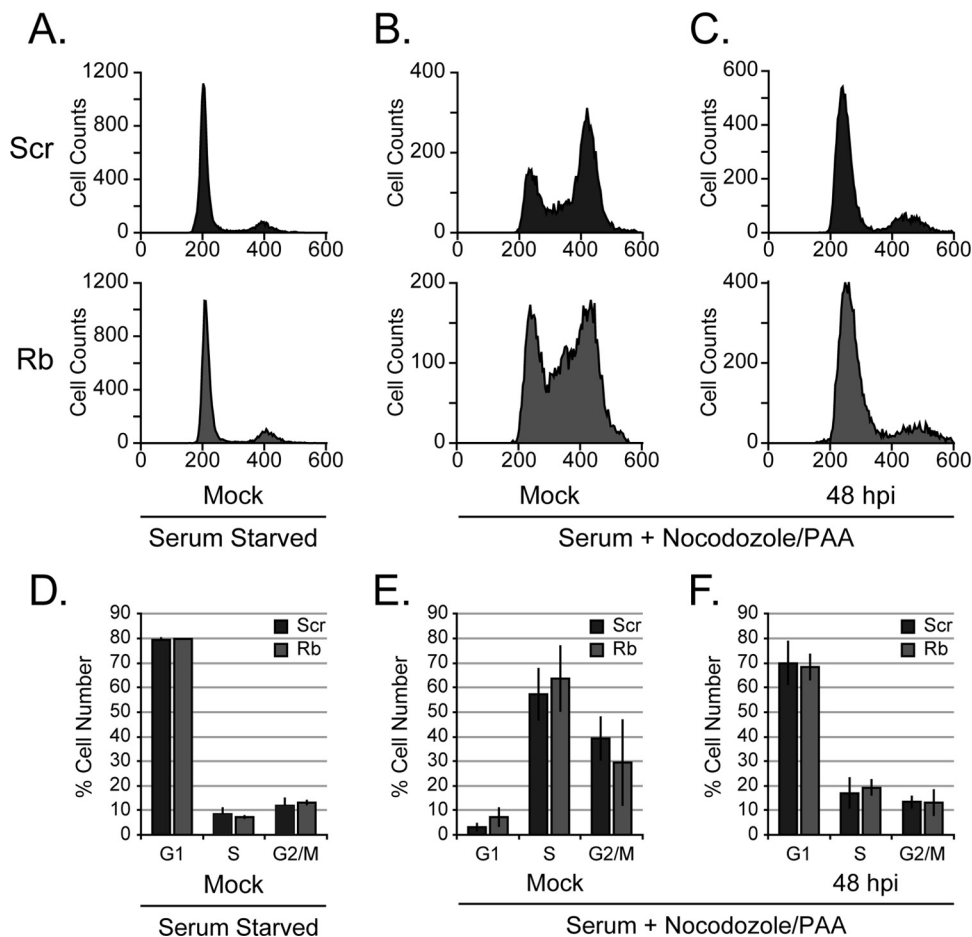 A.
B.
C.
Scr
Cell Counts
1200
800
400
0
0 200 400 600
Cell Counts
400
200
0
0 200 400 600
Cell Counts
600
400
200
0
0 200 400 600
Rb
Cell Counts
1200
800
400
0
0 200 400 600
Cell Counts
200
100
0
0 200 400 600
Cell Counts
400
200
0
0 200 400 600
Mock
Mock
48 hpi
Serum Starved
Serum + Nocodozole/PAA
D.
E.
F.
% Cell Number
90
80
70
60
50
40
30
20
10
0
Scr
Rb
G1 S G2/M
Mock
Serum Starved
% Cell Number
90
80
70
60
50
40
30
20
10
0
Scr
Rb
G1 S G2/M
Mock
% Cell Number
90
80
70
60
50
40
30
20
10
0
Scr
Rb
G1 S G2/M
48 hpi
Serum + Nocodozole/PAA